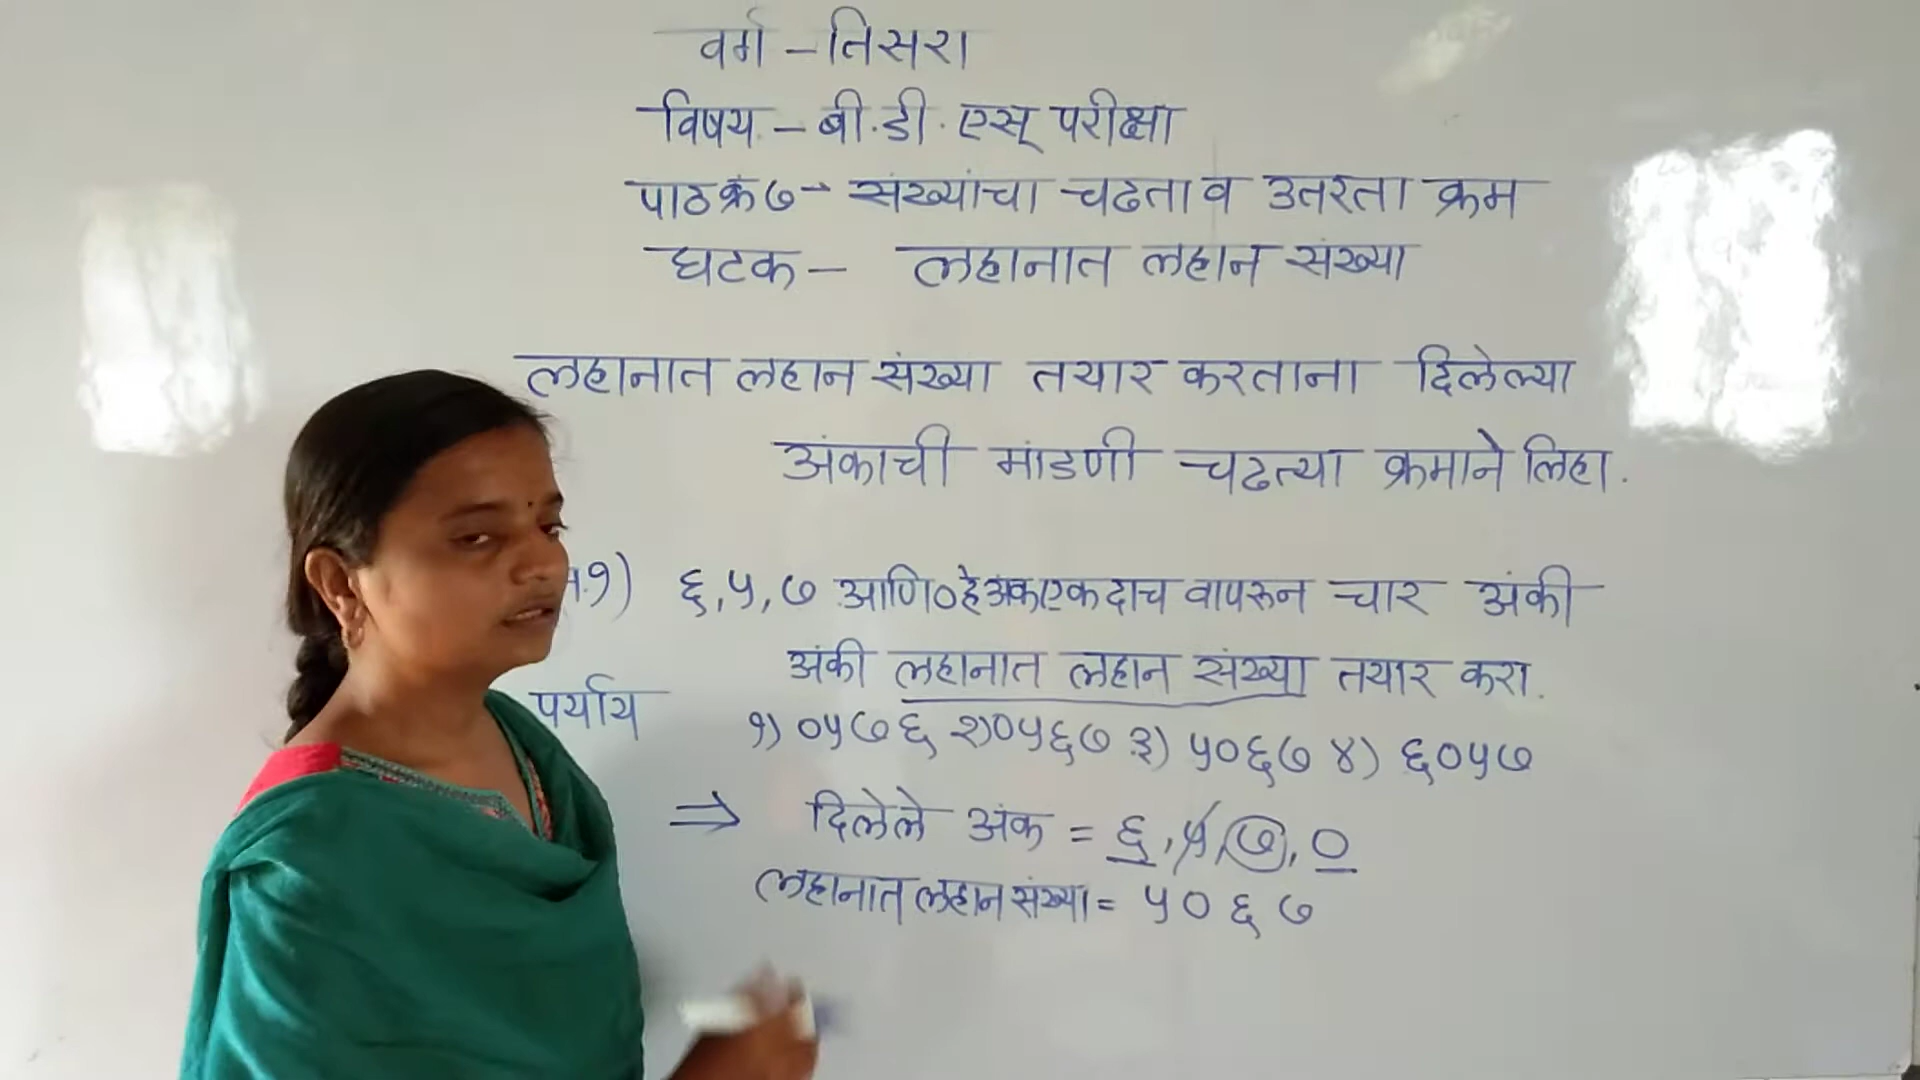 वर्ग – तिसरा
विषय – बी.डी. एस् परीक्षा
पाठ क्रं ७ – संख्यांचा चढता व उतरता क्रम
घटक – लहानात लहान संख्या
लहानात लहान संख्या तयार करताना दिलेल्या
अंकाची मांडणी चढत्या क्रमाने लिहा.
१) ६, ५, ७ आणि ० हे अंक एकदाच वापरून चार अंकी
अंकी लहानात लहान संख्या तयार करा.
पर्याय १) ०५७६ २) ०५६७ ३) ५०६७ ४) ६०५७
⇒ दिलेले अंक = ६, ५, ७, ०
लहानात लहान संख्या = ५०६७